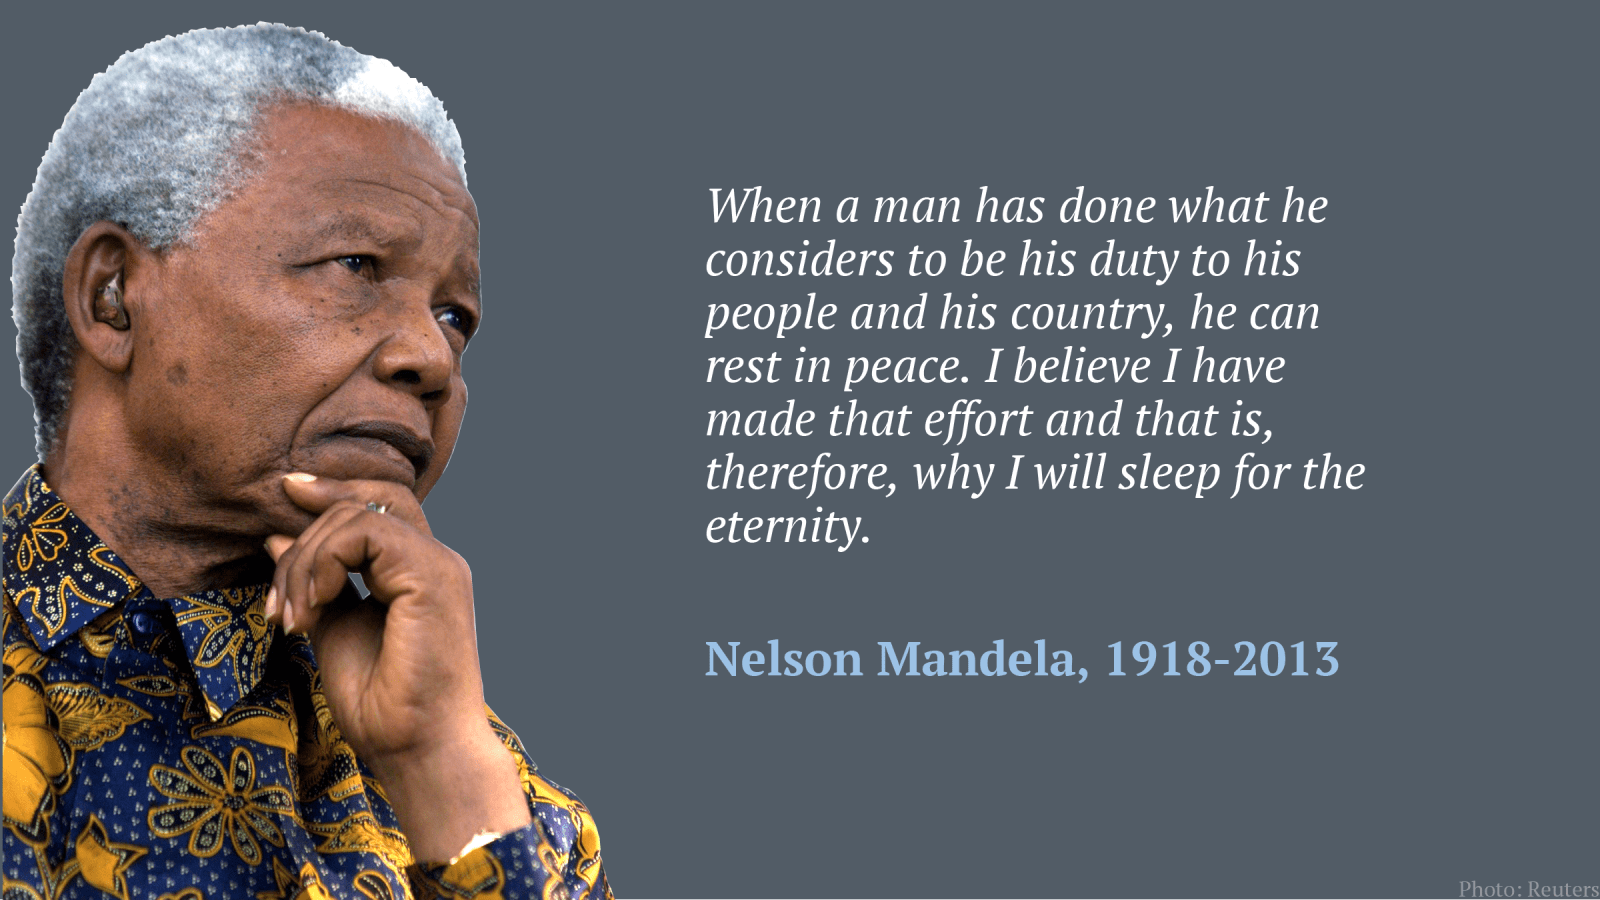 When a man has done what he
considers to be his duty to his
people and his country, he can
rest in peace. I believe I have
made that effort and that is,
therefore, why I will sleep for the
eternity.
Nelson Mandela, 1918-2013
Photo: Reuters